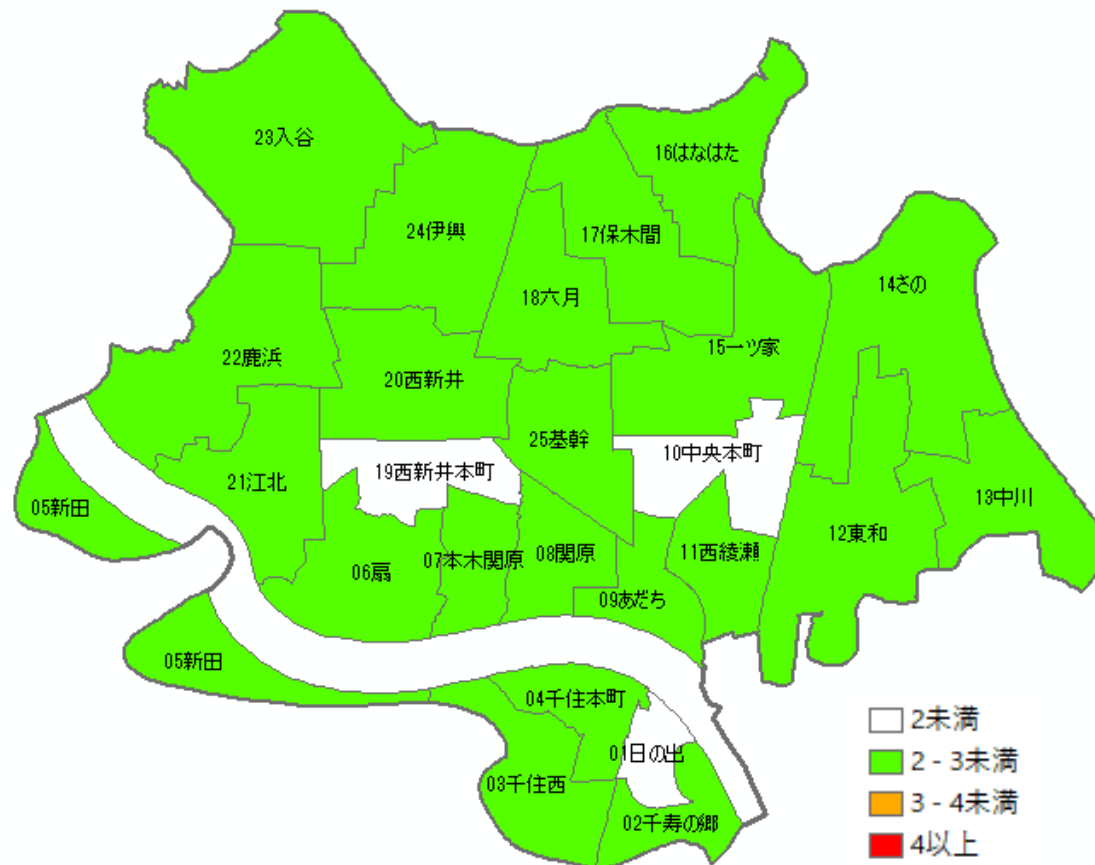 23入谷
16はなはた
24伊興
17保木間
14さの
18六月
15一ツ家
22鹿浜
20西新井
25基幹
10中央本町
19西新井本町
21江北
05新田
13中川
12東和
08関原
07本木関原
11西綾瀬
06扇
09あだち
05新田
04千住本町
01日の出
03千住西
02千寿の郷
2未満
2 - 3未満
3 - 4未満
4以上